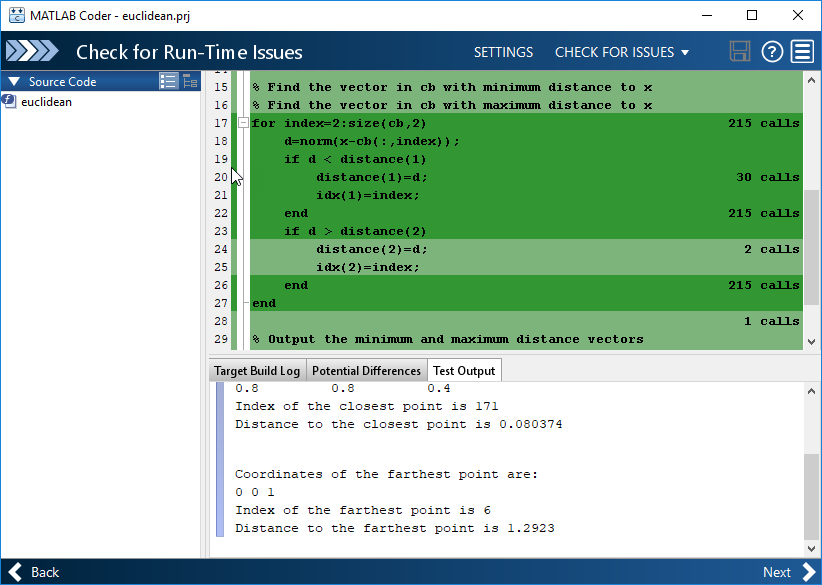 MATLAB Coder - euclidean.prj
Check for Run-Time Issues
SETTINGS
CHECK FOR ISSUES
Source Code
euclidean
15 % Find the vector in cb with minimum distance to x
16 % Find the vector in cb with maximum distance to x
17 for index=2:size(cb,2) 215 calls
18 d=norm(x-cb(:,index));
19 if d < distance(1)
20 distance(1)=d; 30 calls
21 idx(1)=index;
22 end 215 calls
23 if d > distance(2)
24 distance(2)=d; 2 calls
25 idx(2)=index;
26 end 215 calls
27 end
28 1 calls
29 % Output the minimum and maximum distance vectors
Target Build Log
Potential Differences
Test Output
0.8 0.8 0.4
Index of the closest point is 171
Distance to the closest point is 0.080374
Coordinates of the farthest point are:
0 0 1
Index of the farthest point is 6
Distance to the farthest point is 1.2923
Back
Next